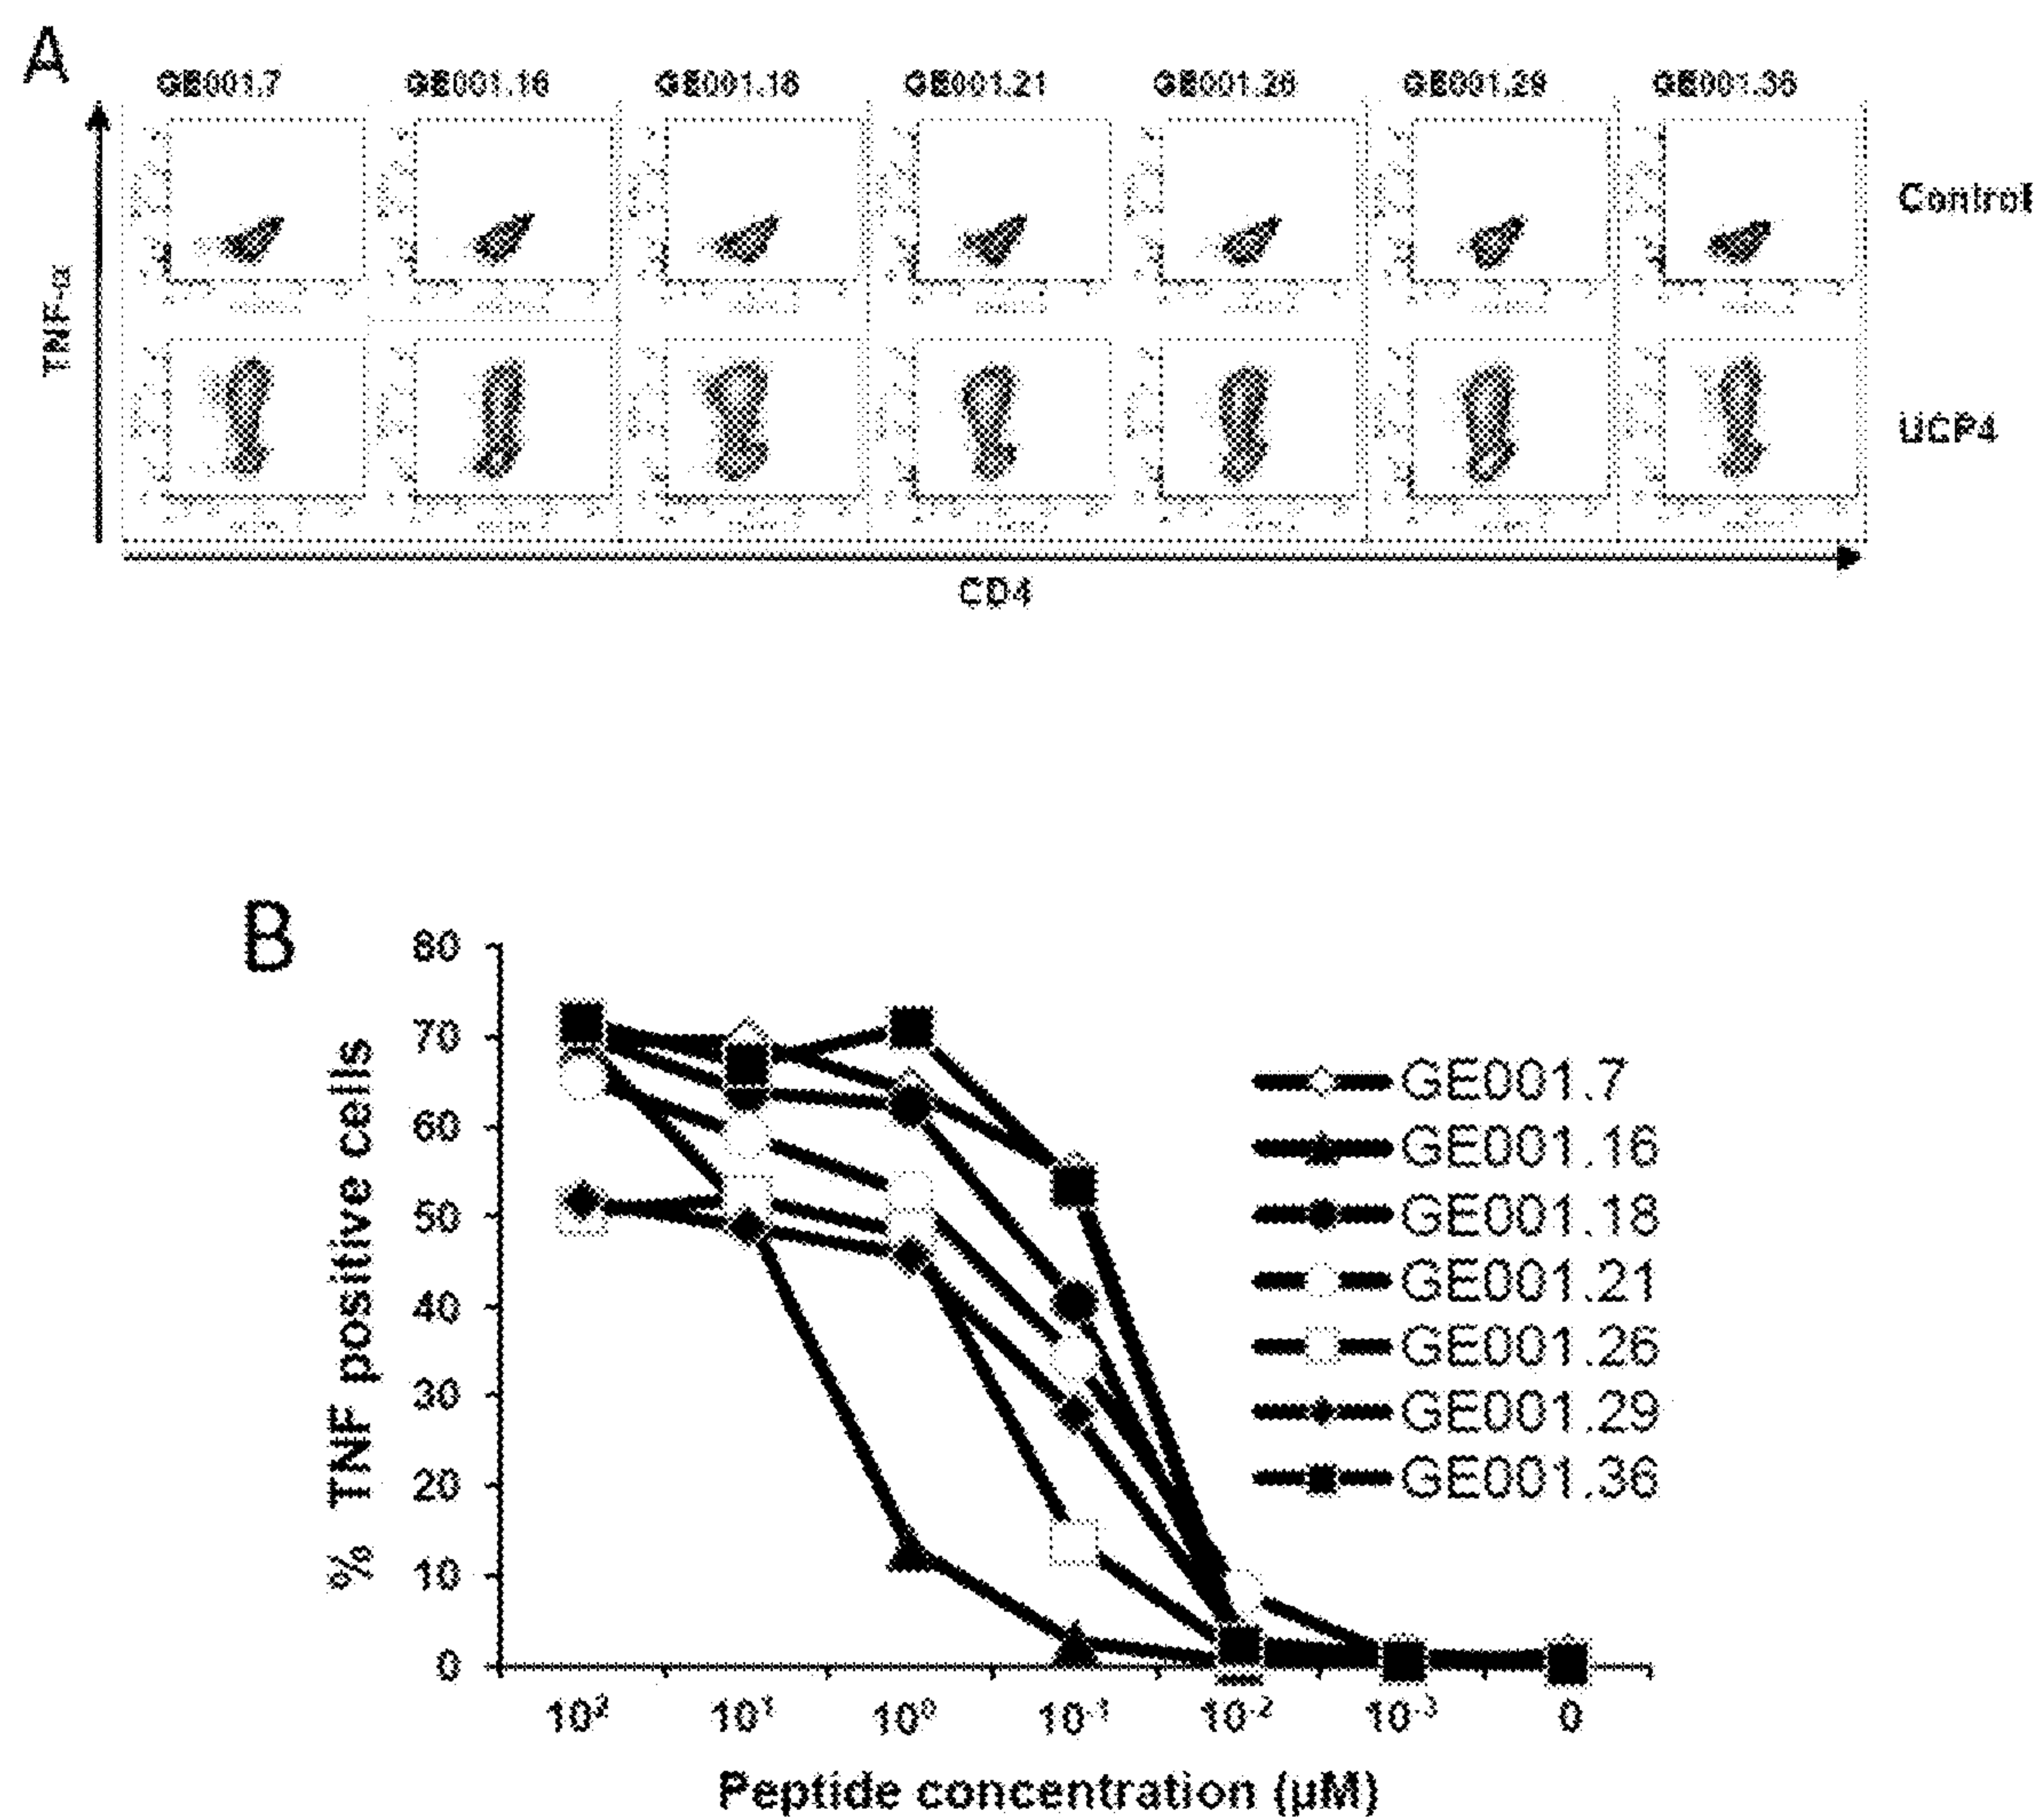 A
GE001.7 GE001.16 GE001.18 GE001.21 GE001.26 GE001.29 GE001.36
Control
TNF-α
UCP4
CD4
B
80
70
60
50
40
30
20
10
0
% TNF positive cells
GE001.7
GE001.16
GE001.18
GE001.21
GE001.26
GE001.29
GE001.36
10² 10¹ 10⁰ 10⁻¹ 10⁻² 10⁻³ 0
Peptide concentration (µM)